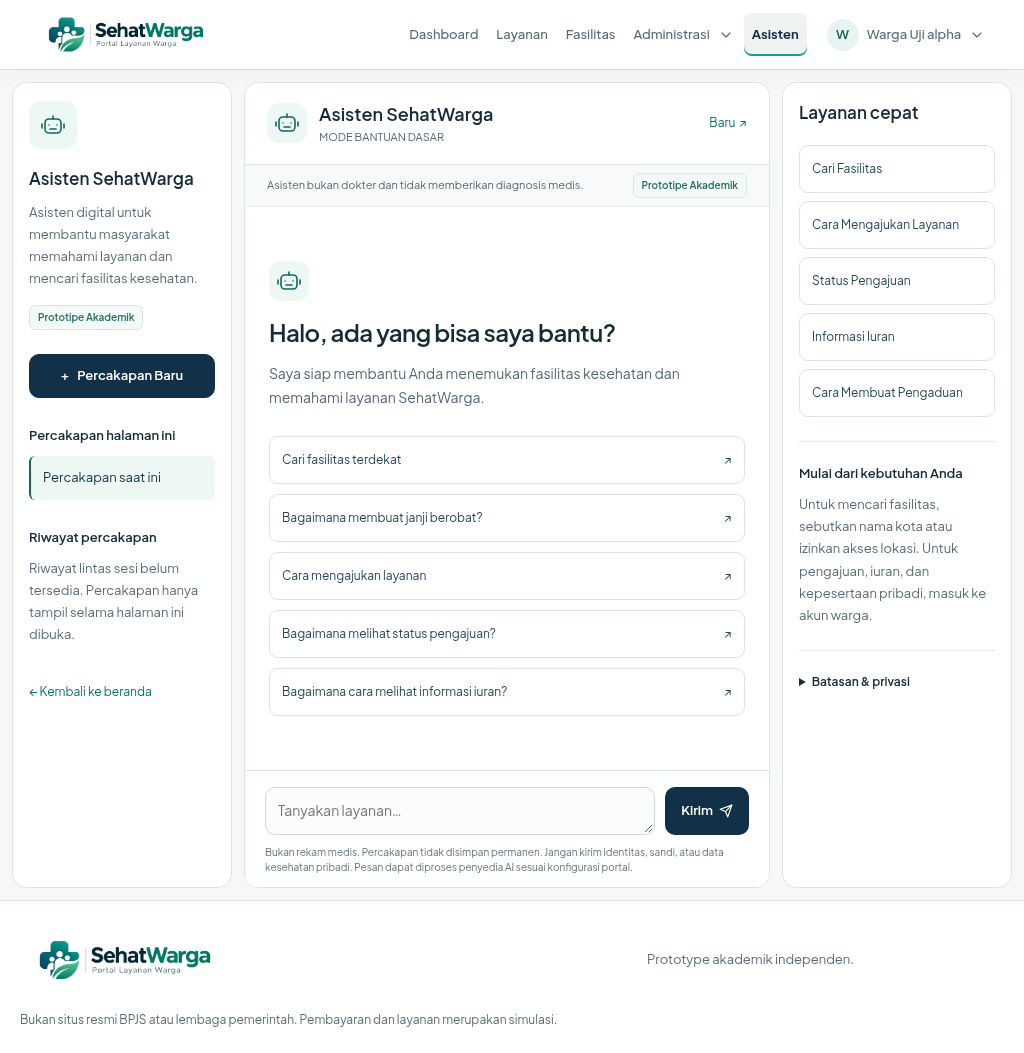 SehatWarga
Portal Layanan Warga
Dashboard
Layanan
Fasilitas
Administrasi
Asisten
W
Warga Uji alpha
Asisten SehatWarga
Asisten digital untuk
membantu masyarakat
memahami layanan dan
mencari fasilitas kesehatan.
Prototipe Akademik
+ Percakapan Baru
Percakapan halaman ini
Percakapan saat ini
Riwayat percakapan
Riwayat lintas sesi belum
tersedia. Percakapan hanya
tampil selama halaman ini
dibuka.
← Kembali ke beranda
Asisten SehatWarga
MODE BANTUAN DASAR
Baru ↗
Asisten bukan dokter dan tidak memberikan diagnosis medis.
Prototipe Akademik
Halo, ada yang bisa saya bantu?
Saya siap membantu Anda menemukan fasilitas kesehatan dan
memahami layanan SehatWarga.
Cari fasilitas terdekat ↗
Bagaimana membuat janji berobat? ↗
Cara mengajukan layanan ↗
Bagaimana melihat status pengajuan? ↗
Bagaimana cara melihat informasi iuran? ↗
Tanyakan layanan...
Kirim
Bukan rekam medis. Percakapan tidak disimpan permanen. Jangan kirim identitas, sandi, atau data
kesehatan pribadi. Pesan dapat diproses penyedia AI sesuai konfigurasi portal.
Layanan cepat
Cari Fasilitas
Cara Mengajukan Layanan
Status Pengajuan
Informasi Iuran
Cara Membuat Pengaduan
Mulai dari kebutuhan Anda
Untuk mencari fasilitas,
sebutkan nama kota atau
izinkan akses lokasi. Untuk
pengajuan, iuran, dan
kepesertaan pribadi, masuk ke
akun warga.
▶ Batasan & privasi
SehatWarga
Portal Layanan Warga
Prototype akademik independen.
Bukan situs resmi BPJS atau lembaga pemerintah. Pembayaran dan layanan merupakan simulasi.